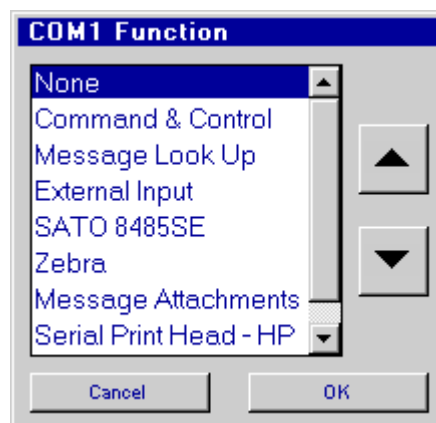 COM1 Function
None
Command & Control
Message Look Up
External Input
SATO 8485SE
Zebra
Message Attachments
Serial Print Head - HP
Cancel OK